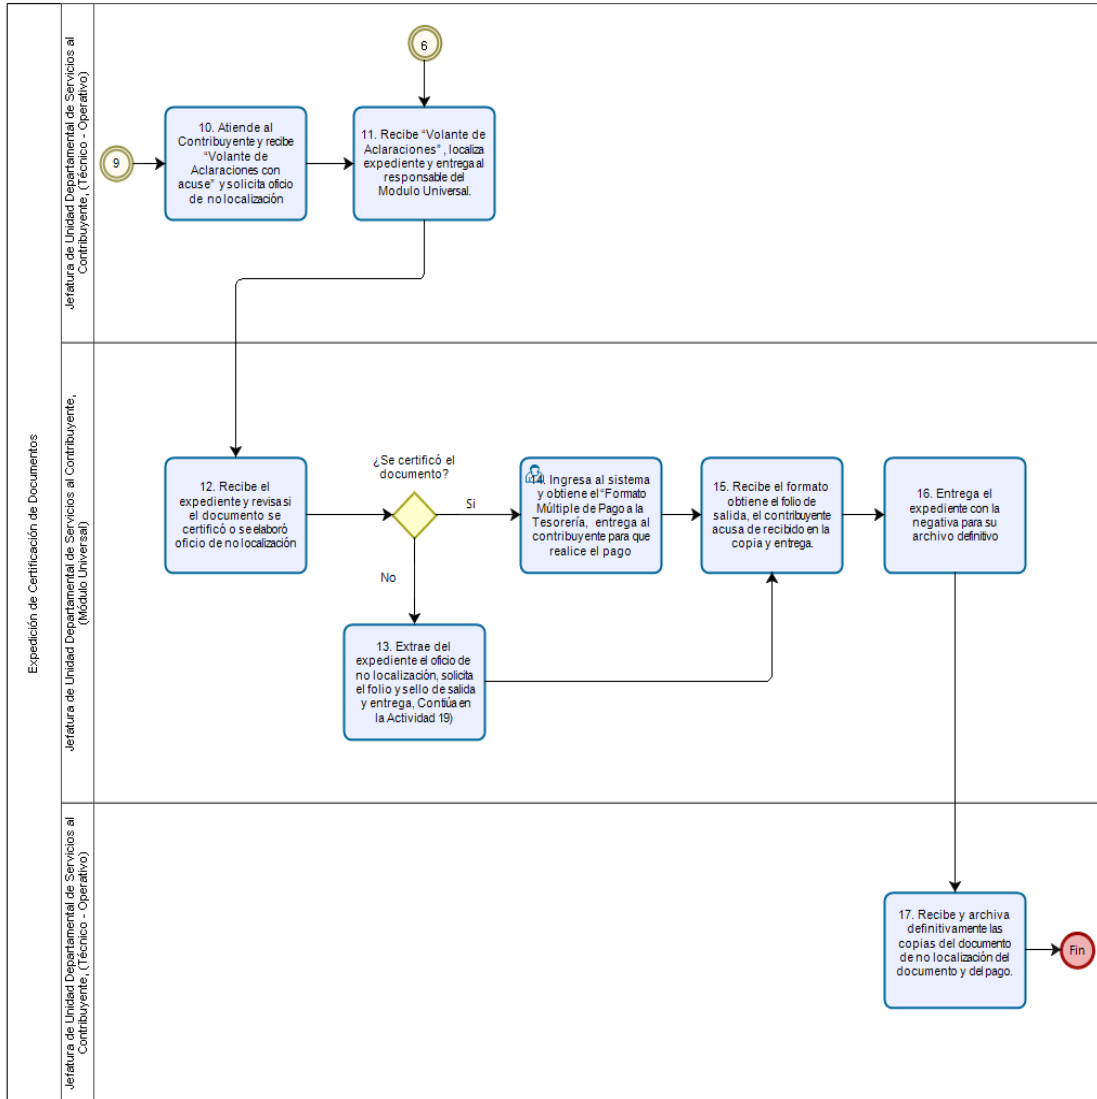 Expedición de Certificación de Documentos
Jefatura de Unidad Departamental de Servicios al
Contribuyente, (Técnico - Operativo)
6
9
10. Atiende al
Contribuyente y recibe
“Volante de
Aclaraciones con
acuse” y solicita oficio
de no localización
11. Recibe “Volante de
Aclaraciones” , localiza
expediente y entrega al
responsable del
Modulo Universal.
Jefatura de Unidad Departamental de Servicios al Contribuyente,
(Módulo Universal)
12. Recibe el
expediente y revisa si
el documento se
certificó o se elaboró
oficio de no localización
¿Se certificó el
documento?
Si
No
14. Ingresa al sistema
y obtiene el “Formato
Múltiple de Pago a la
Tesorería, entrega al
contribuyente para que
realice el pago
15. Recibe el formato
obtiene el folio de
salida, el contribuyente
acusa de recibido en la
copia y entrega.
16. Entrega el
expediente con la
negativa para su
archivo definitivo
13. Extrae del
expediente el oficio de
no localización, solicita
el folio y sello de salida
y entrega, Contiúa en
la Actividad 19)
Jefatura de Unidad Departamental de Servicios al
Contribuyente, (Técnico - Operativo)
17. Recibe y archiva
definitivamente las
copias del documento
de no localización del
documento y del pago.
Fin